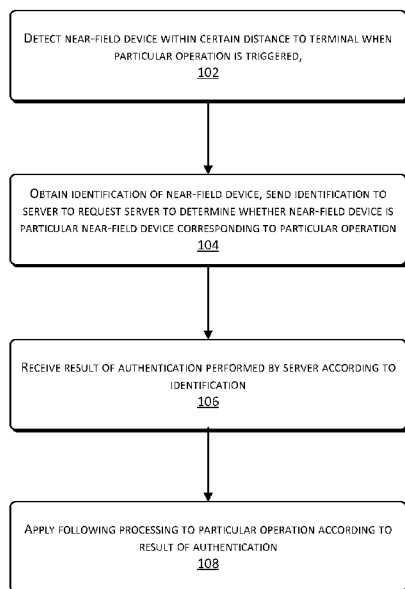 DETECT NEAR-FIELD DEVICE WITHIN CERTAIN DISTANCE TO TERMINAL WHEN
PARTICULAR OPERATION IS TRIGGERED,
102
OBTAIN IDENTIFICATION OF NEAR-FIELD DEVICE, SEND IDENTIFICATION TO
SERVER TO REQUEST SERVER TO DETERMINE WHETHER NEAR-FIELD DEVICE IS
PARTICULAR NEAR-FIELD DEVICE CORRESPONDING TO PARTICULAR OPERATION
104
RECEIVE RESULT OF AUTHENTICATION PERFORMED BY SERVER ACCORDING TO
IDENTIFICATION
106
APPLY FOLLOWING PROCESSING TO PARTICULAR OPERATION ACCORDING TO
RESULT OF AUTHENTICATION
108